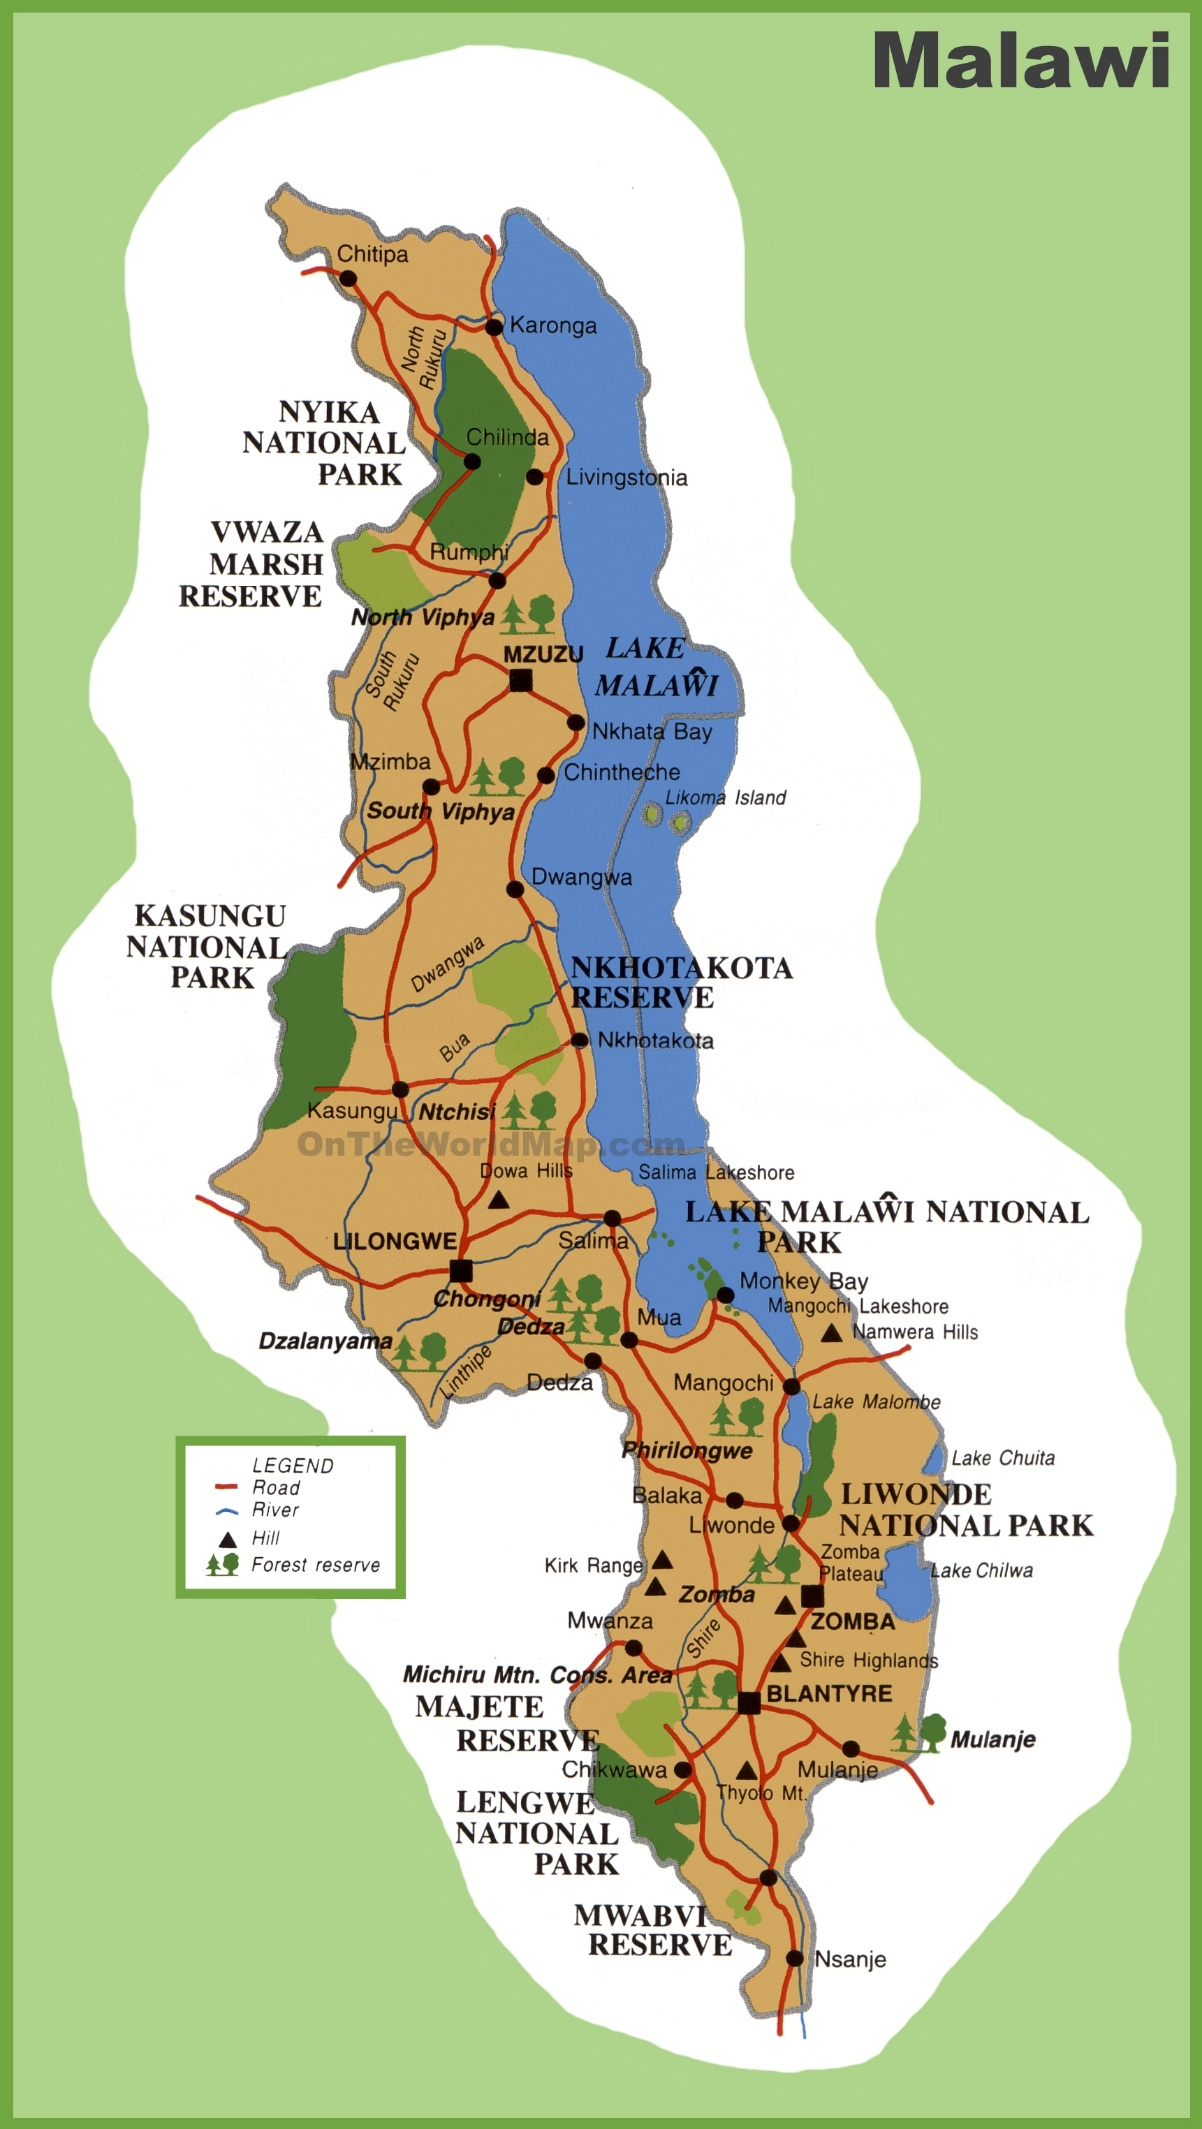 Malawi
Chitipa
Karonga
North
Rukuru
NYIKA
NATIONAL
PARK
Chilinda
Livingstonia
VWAZA
MARSH
RESERVE
Rumphi
North Viphya
MZUZU
LAKE
MALAŴI
South
Rukuru
Nkhata Bay
Mzimba
Chintheche
Likoma Island
South Viphya
Dwangwa
KASUNGU
NATIONAL
PARK
Dwangwa
NKHOTAKOTA
RESERVE
Bua
Nkhotakota
Kasungu
Ntchisi
OnTheWorldMap.com
Dowa Hills
Salima Lakeshore
LAKE MALAŴI NATIONAL
PARK
LILONGWE
Salima
Monkey Bay
Chongoni
Mangochi Lakeshore
Dedza
Mua
Namwera Hills
Dzalanyama
Linthipe
Dedza
Mangochi
Lake Malombe
Phirilongwe
Lake Chuita
LEGEND
Road
River
Hill
Forest reserve
Balaka
LIWONDE
NATIONAL PARK
Liwonde
Kirk Range
Zomba
Plateau
Lake Chilwa
Zomba
ZOMBA
Mwanza
Shire
Shire Highlands
Michiru Mtn. Cons. Area
BLANTYRE
MAJETE
RESERVE
Mulanje
Chikwawa
Mulanje
Thyolo Mt.
LENGWE
NATIONAL
PARK
MWABVI
RESERVE
Nsanje